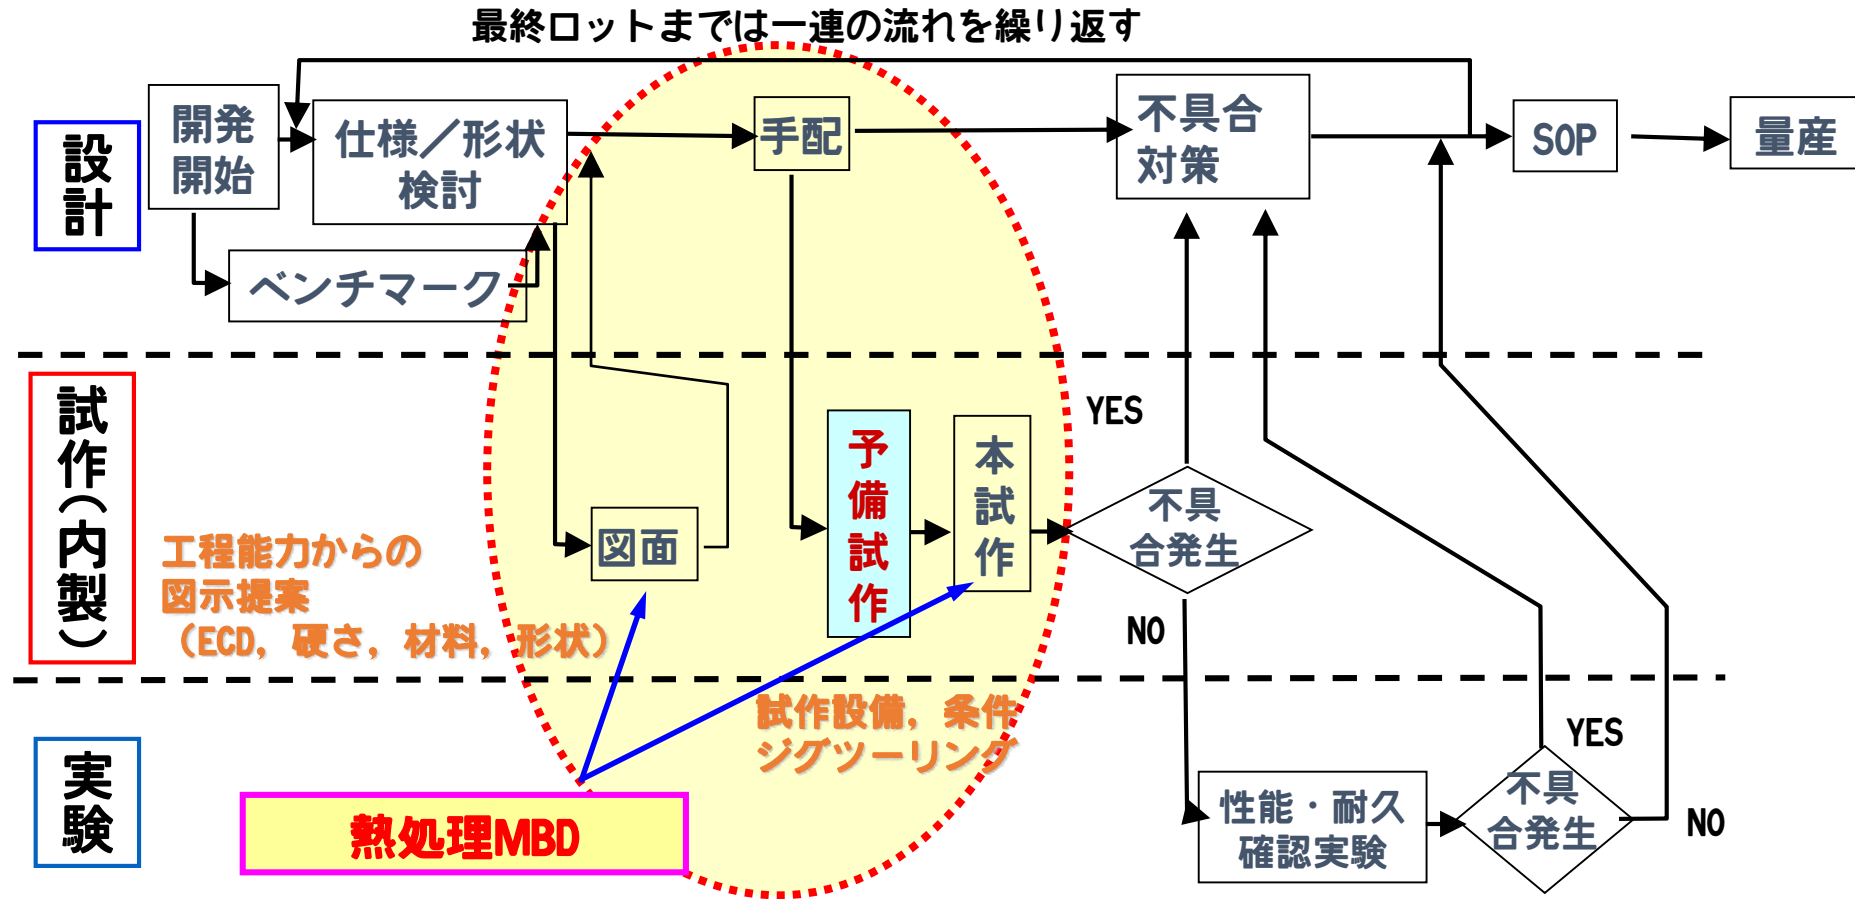 最終ロットまでは一連の流れを繰り返す
設計
開発
開始
仕様／形状
検討
手配
不具合
対策
SOP
量産
ベンチマーク
試作(内製)
YES
予備試作
本試作
不具
合発生
図面
工程能力からの
図示提案
（ECD, 硬さ, 材料, 形状）
NO
試作設備, 条件
ジグツーリング
実験
熱処理MBD
YES
性能・耐久
確認実験
不具
合発生
NO